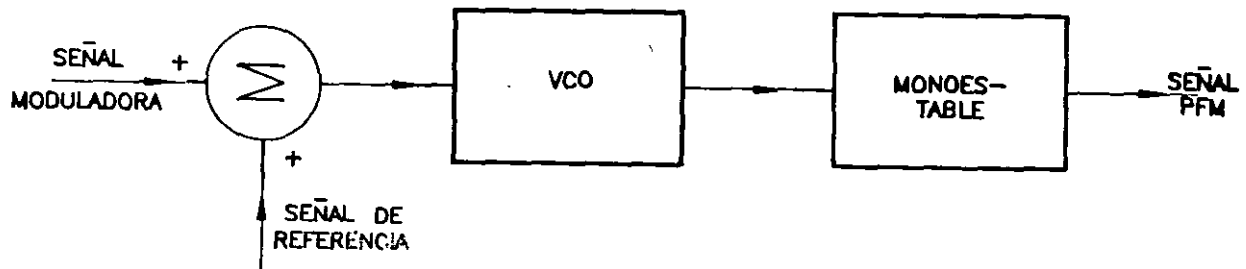 SEÑAL
MODULADORA
+
Σ
+
SEÑAL DE
REFERENCIA
VCO
MONOES-
TABLE
SEÑAL
PFM